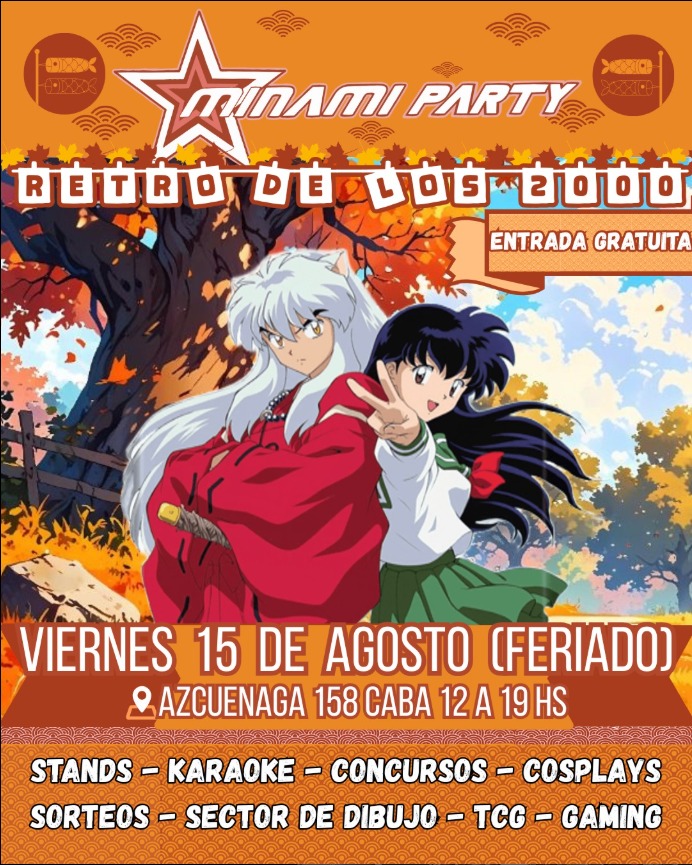 MINAMI PARTY
RETRO DE LOS 2000
ENTRADA GRATUITA
VIERNES 15 DE AGOSTO (FERIADO)
AZCUENAGA 158 CABA 12 A 19 HS
STANDS - KARAOKE - CONCURSOS - COSPLAYS
SORTEOS - SECTOR DE DIBUJO - TCG - GAMING